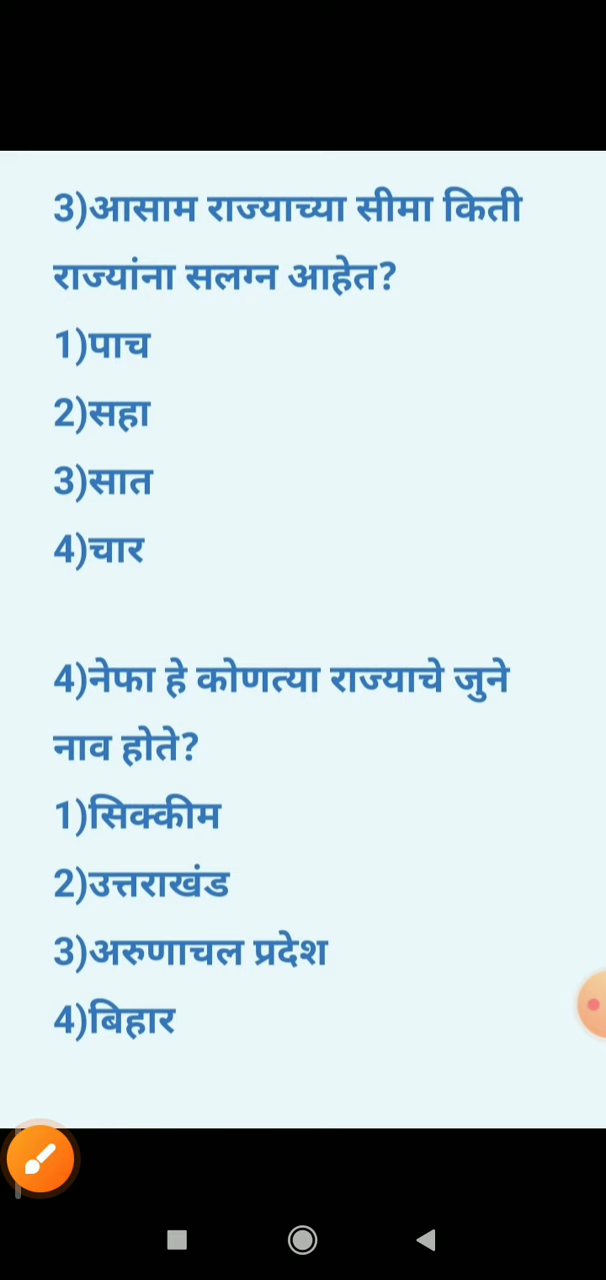 3)आसाम राज्याच्या सीमा किती
राज्यांना सलग्न आहेत?
1)पाच
2)सहा
3)सात
4)चार
4)नेफा हे कोणत्या राज्याचे जुने
नाव होते?
1)सिक्कीम
2)उत्तराखंड
3)अरुणाचल प्रदेश
4)बिहार